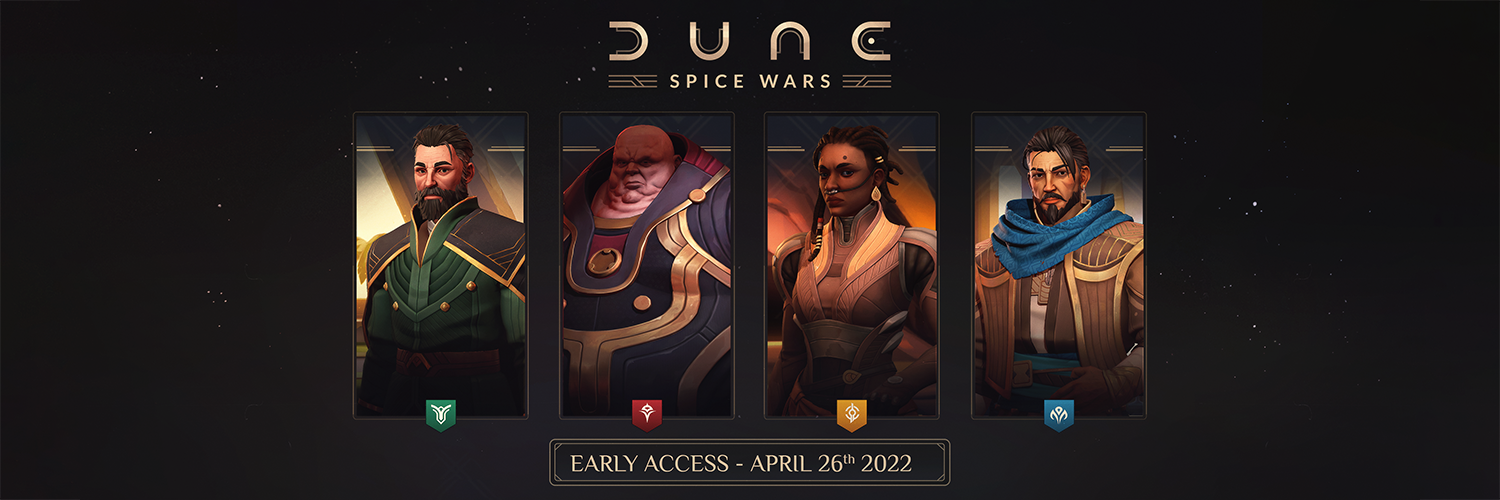 DUNE
SPICE WARS
EARLY ACCESS - APRIL 26th 2022